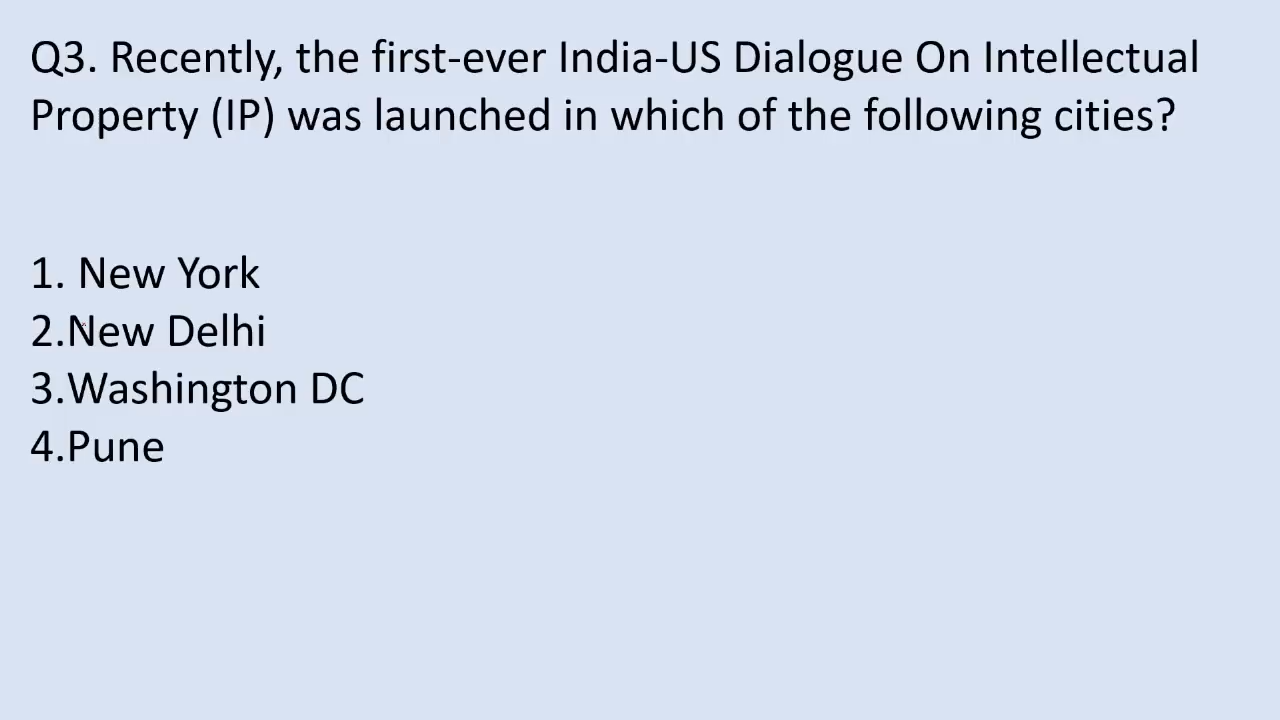 Q3. Recently, the first-ever India-US Dialogue On Intellectual
Property (IP) was launched in which of the following cities?
1. New York
2.New Delhi
3.Washington DC
4.Pune